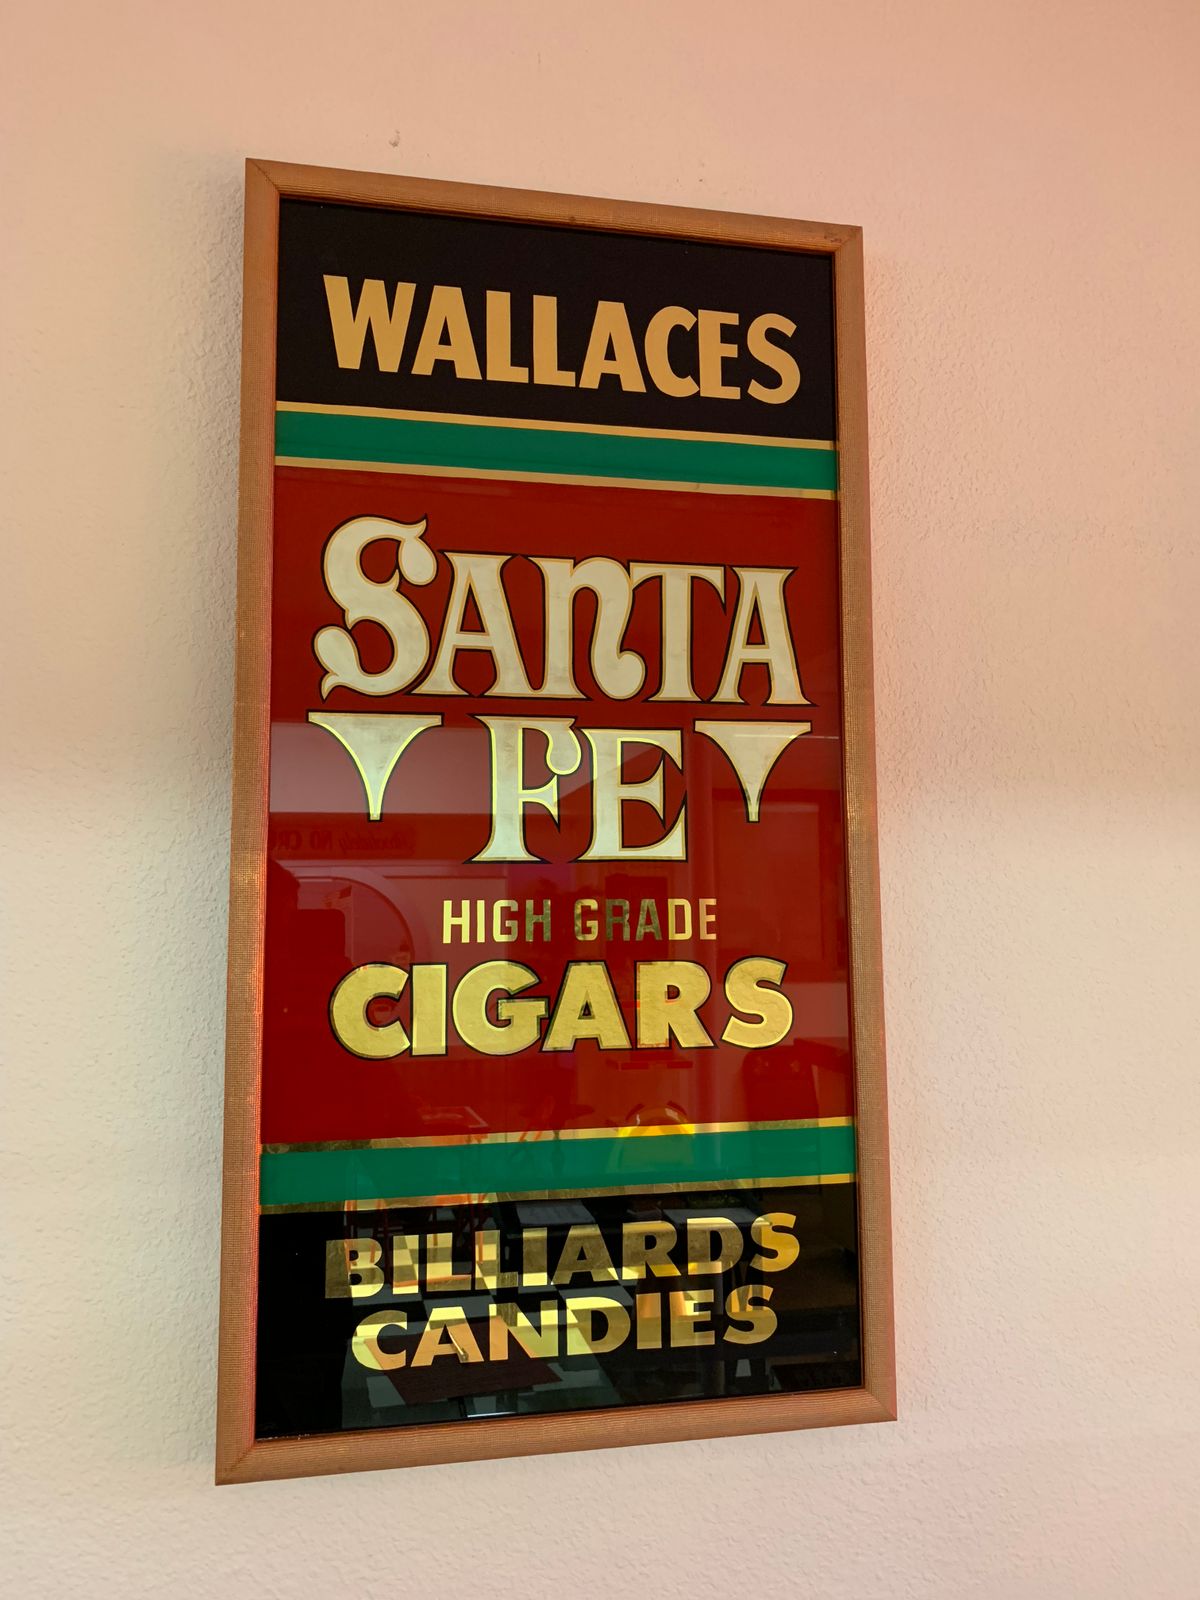 WALLACES
SANTA
FE
HIGH GRADE
CIGARS
BILLIARDS
CANDIES